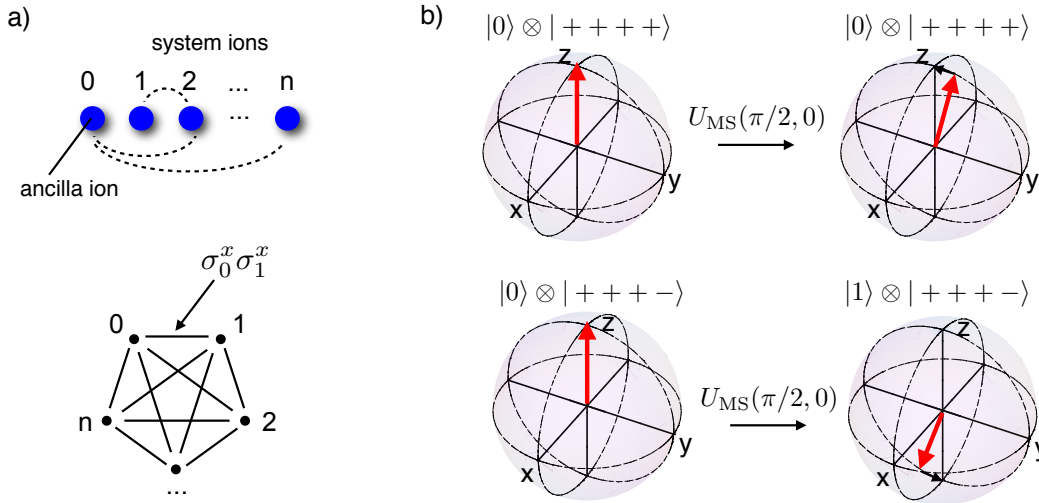 a)
system ions
0 1 2 ... n
...
ancilla ion
σ₀ˣσ₁ˣ
0 1
n 2
...
b)
|0⟩ ⊗ | + + + +⟩ |0⟩ ⊗ | + + + +⟩
z z
U_MS(π/2, 0)
y y
x x
|0⟩ ⊗ | + + + −⟩ |1⟩ ⊗ | + + + −⟩
z z
U_MS(π/2, 0)
y y
x x